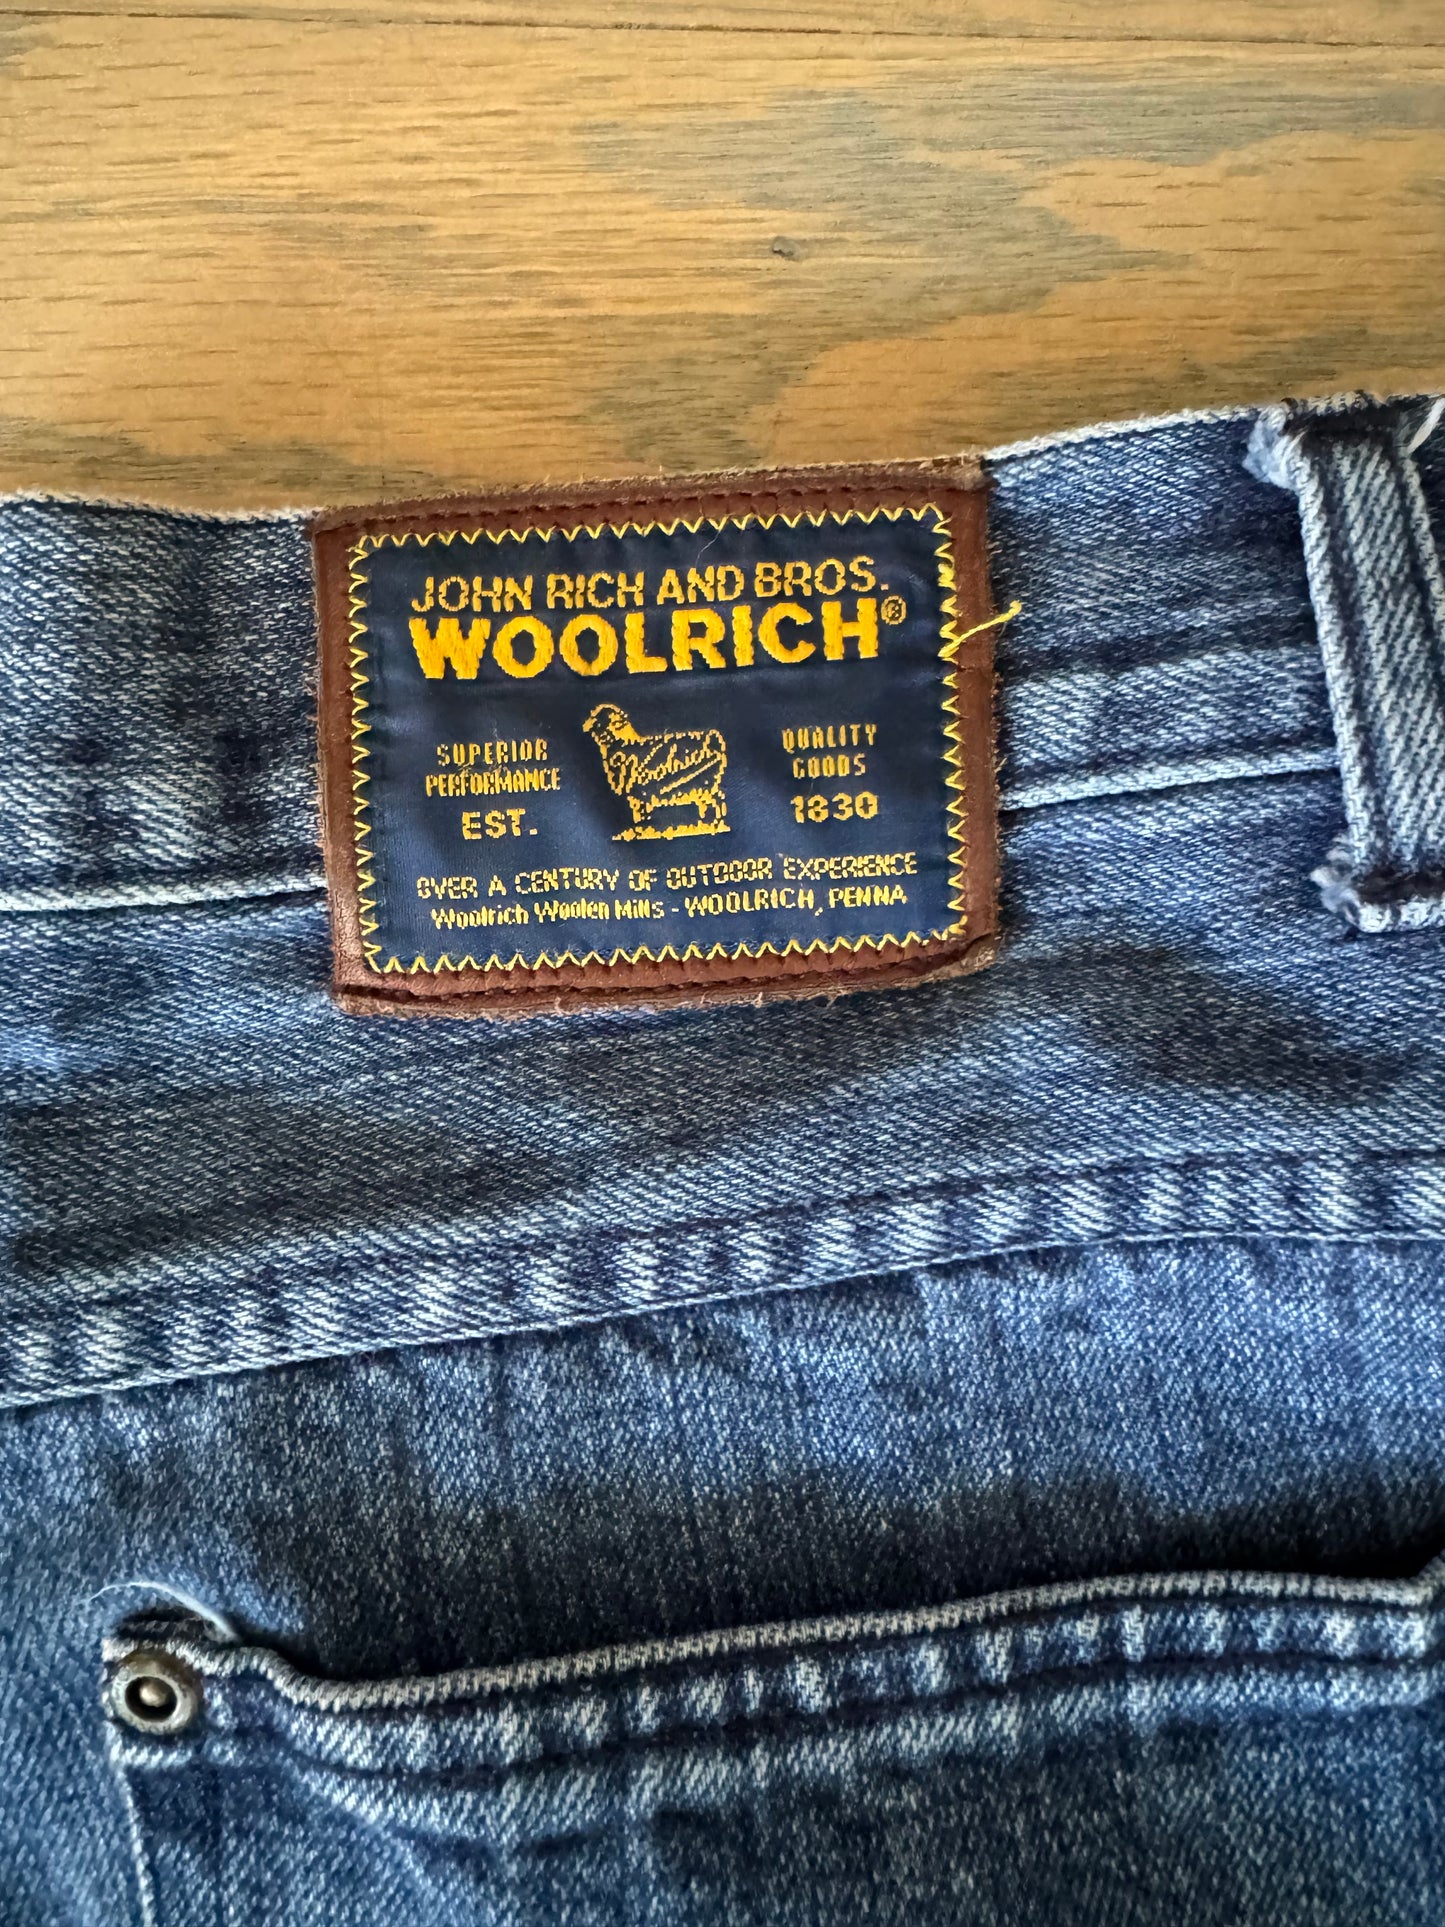 JOHN RICH AND BROS.
WOOLRICH®
SUPERIOR
PERFORMANCE
EST.
Woolrich
QUALITY
GOODS
1830
OVER A CENTURY OF OUTDOOR EXPERIENCE
Woolrich Woolen Mills - WOOLRICH, PENNA